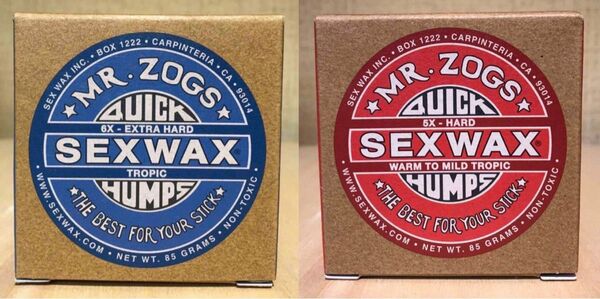 SEX WAX INC. • BOX 1222 • CARPINTERIA • CA • 93014
★ MR. ZOGS ★
QUICK
6X - EXTRA HARD
SEXWAX®
TROPIC
HUMPS
★ THE BEST FOR YOUR STICK ★
• WWW.SEXWAX.COM • NET WT. 85 GRAMS • NON-TOXIC •
SEX WAX INC. • BOX 1222 • CARPINTERIA • CA • 93014
★ MR. ZOGS ★
QUICK
5X - HARD
SEXWAX®
WARM TO MILD TROPIC
HUMPS
★ THE BEST FOR YOUR STICK ★
• WWW.SEXWAX.COM • NET WT. 85 GRAMS • NON-TOXIC •